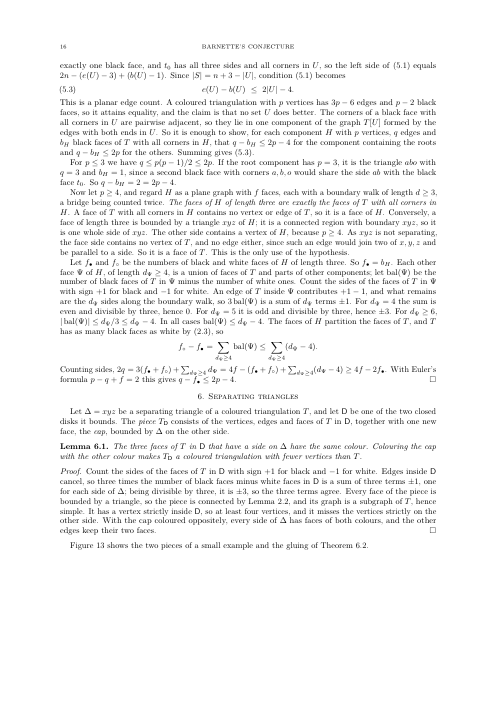 16 BARNETTE'S CONJECTURE
exactly one black face, and t₀ has all three sides and all corners in U, so the left side of (5.1) equals
2n − (e(U) − 3) + (b(U) − 1). Since |S| = n + 3 − |U|, condition (5.1) becomes
(5.3) e(U) − b(U) ≤ 2|U| − 4.
This is a planar edge count. A coloured triangulation with p vertices has 3p − 6 edges and p − 2 black
faces, so it attains equality, and the claim is that no set U does better. The corners of a black face with
all corners in U are pairwise adjacent, so they lie in one component of the graph T[U] formed by the
edges with both ends in U. So it is enough to show, for each component H with p vertices, q edges and
b_H black faces of T with all corners in H, that q − b_H ≤ 2p − 4 for the component containing the roots
and q − b_H ≤ 2p for the others. Summing gives (5.3).
For p ≤ 3 we have q ≤ p(p − 1)/2 ≤ 2p. If the root component has p = 3, it is the triangle abo with
q = 3 and b_H = 1, since a second black face with corners a, b, o would share the side ab with the black
face t₀. So q − b_H = 2 = 2p − 4.
Now let p ≥ 4, and regard H as a plane graph with f faces, each with a boundary walk of length d ≥ 3,
a bridge being counted twice. The faces of H of length three are exactly the faces of T with all corners in
H. A face of T with all corners in H contains no vertex or edge of T, so it is a face of H. Conversely, a
face of length three is bounded by a triangle xyz of H; it is a connected region with boundary xyz, so it
is one whole side of xyz. The other side contains a vertex of H, because p ≥ 4. As xyz is not separating,
the face side contains no vertex of T, and no edge either, since such an edge would join two of x, y, z and
be parallel to a side. So it is a face of T. This is the only use of the hypothesis.
Let f• and f∘ be the numbers of black and white faces of H of length three. So f• = b_H. Each other
face Ψ of H, of length d_Ψ ≥ 4, is a union of faces of T and parts of other components; let bal(Ψ) be the
number of black faces of T in Ψ minus the number of white ones. Count the sides of the faces of T in Ψ
with sign +1 for black and −1 for white. An edge of T inside Ψ contributes +1 − 1, and what remains
are the d_Ψ sides along the boundary walk, so 3 bal(Ψ) is a sum of d_Ψ terms ±1. For d_Ψ = 4 the sum is
even and divisible by three, hence 0. For d_Ψ = 5 it is odd and divisible by three, hence ±3. For d_Ψ ≥ 6,
|bal(Ψ)| ≤ d_Ψ/3 ≤ d_Ψ − 4. In all cases bal(Ψ) ≤ d_Ψ − 4. The faces of H partition the faces of T, and T
has as many black faces as white by (2.3), so
f∘ − f• = ∑_{d_Ψ≥4} bal(Ψ) ≤ ∑_{d_Ψ≥4} (d_Ψ − 4).
Counting sides, 2q = 3(f• + f∘) + ∑_{d_Ψ≥4} d_Ψ = 4f − (f• + f∘) + ∑_{d_Ψ≥4}(d_Ψ − 4) ≥ 4f − 2f•. With Euler's
formula p − q + f = 2 this gives q − f• ≤ 2p − 4. □
6. Separating triangles
Let Δ = xyz be a separating triangle of a coloured triangulation T, and let D be one of the two closed
disks it bounds. The piece T_D consists of the vertices, edges and faces of T in D, together with one new
face, the cap, bounded by Δ on the other side.
Lemma 6.1. The three faces of T in D that have a side on Δ have the same colour. Colouring the cap
with the other colour makes T_D a coloured triangulation with fewer vertices than T.
Proof. Count the sides of the faces of T in D with sign +1 for black and −1 for white. Edges inside D
cancel, so three times the number of black faces minus white faces in D is a sum of three terms ±1, one
for each side of Δ; being divisible by three, it is ±3, so the three terms agree. Every face of the piece is
bounded by a triangle, so the piece is connected by Lemma 2.2, and its graph is a subgraph of T, hence
simple. It has a vertex strictly inside D, so at least four vertices, and it misses the vertices strictly on the
other side. With the cap coloured oppositely, every side of Δ has faces of both colours, and the other
edges keep their two faces. □
Figure 13 shows the two pieces of a small example and the gluing of Theorem 6.2.